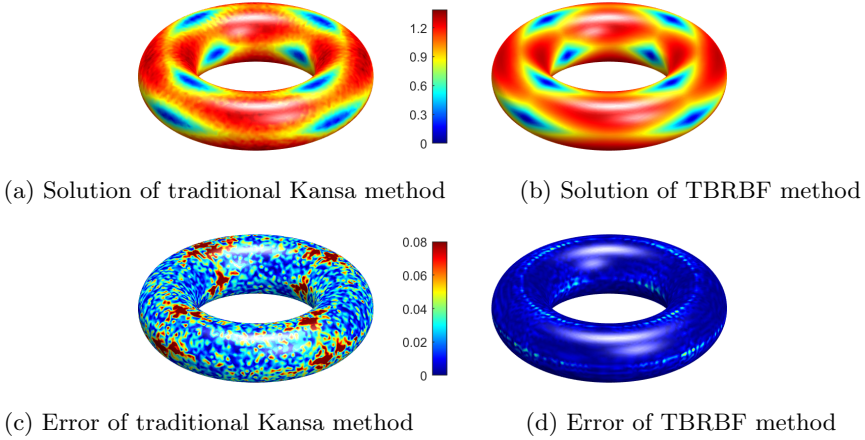 1.2
0.9
0.6
0.3
0
(a) Solution of traditional Kansa method
(b) Solution of TBRBF method
0.08
0.06
0.04
0.02
0
(c) Error of traditional Kansa method
(d) Error of TBRBF method